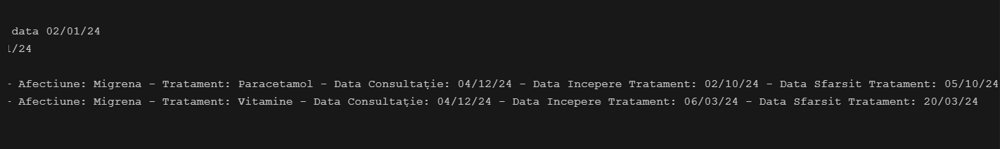 data 02/01/24
1/24
- Afectiune: Migrena - Tratament: Paracetamol - Data Consultație: 04/12/24 - Data Incepere Tratament: 02/10/24 - Data Sfarsit Tratament: 05/10/24
- Afectiune: Migrena - Tratament: Vitamine - Data Consultație: 04/12/24 - Data Incepere Tratament: 06/03/24 - Data Sfarsit Tratament: 20/03/24